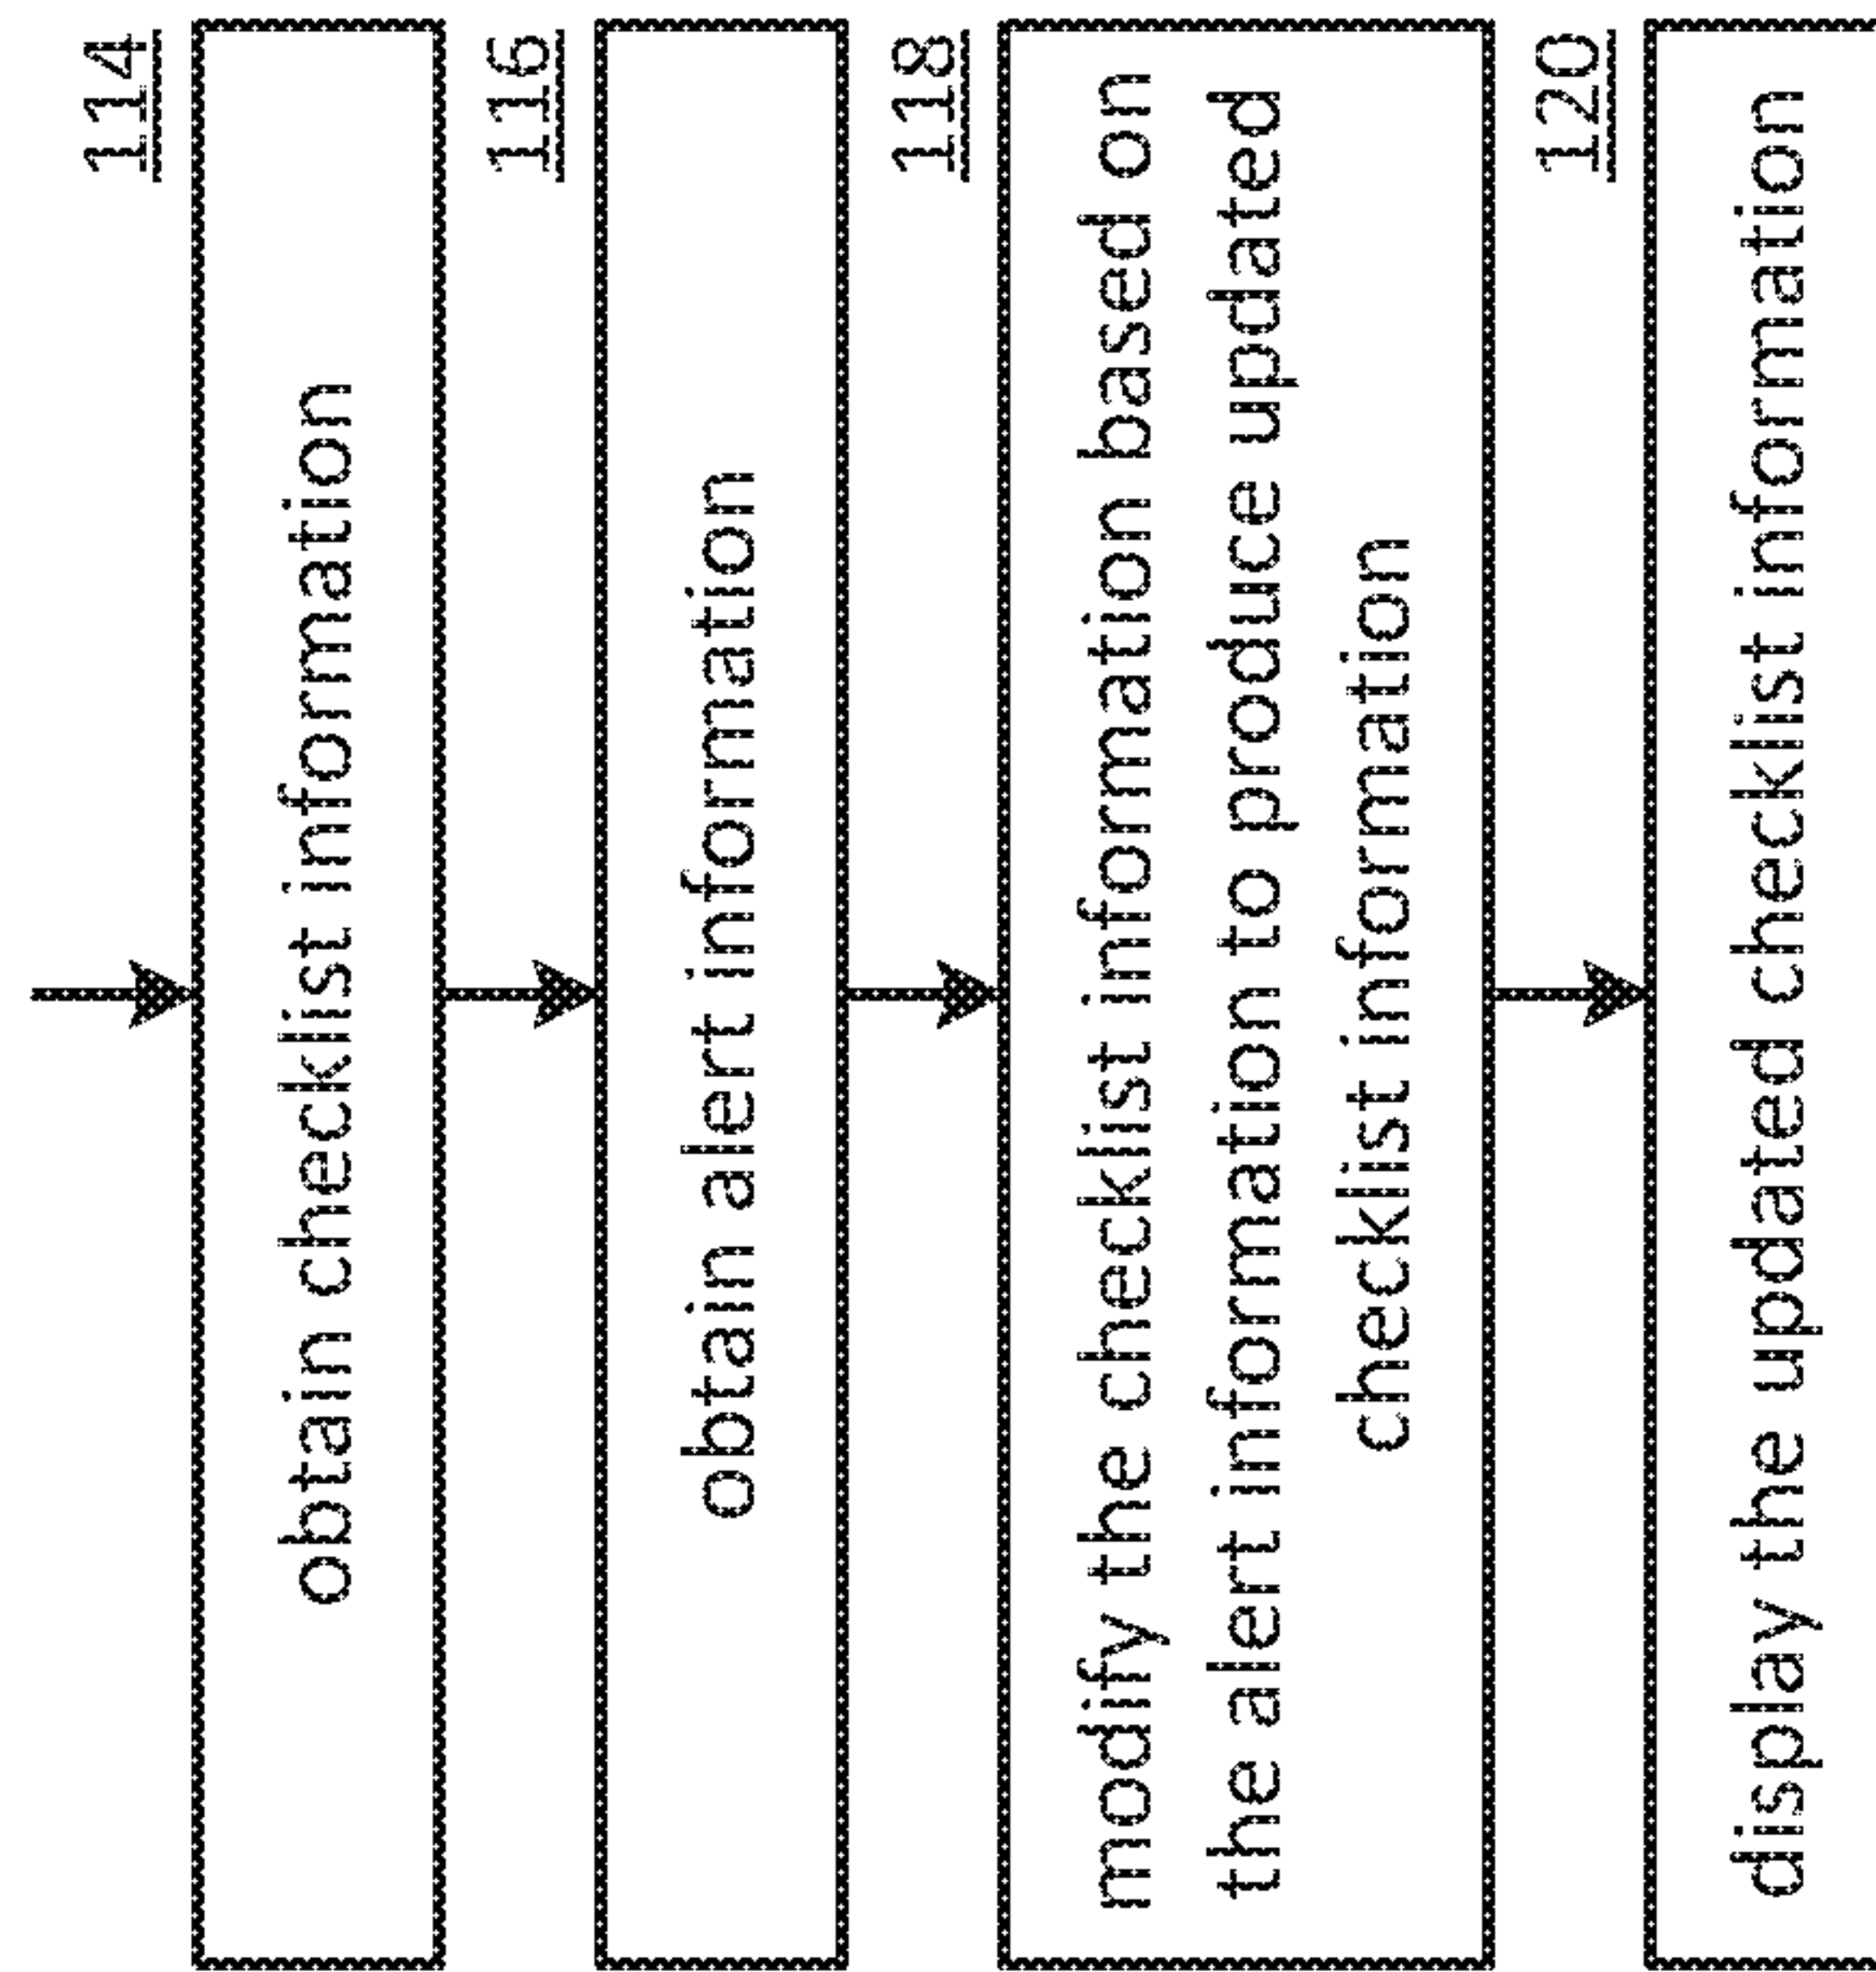 114
obtain checklist information
116
obtain alert information
118
modify the checklist information based on
the alert information to produce updated
checklist information
120
display the updated checklist information